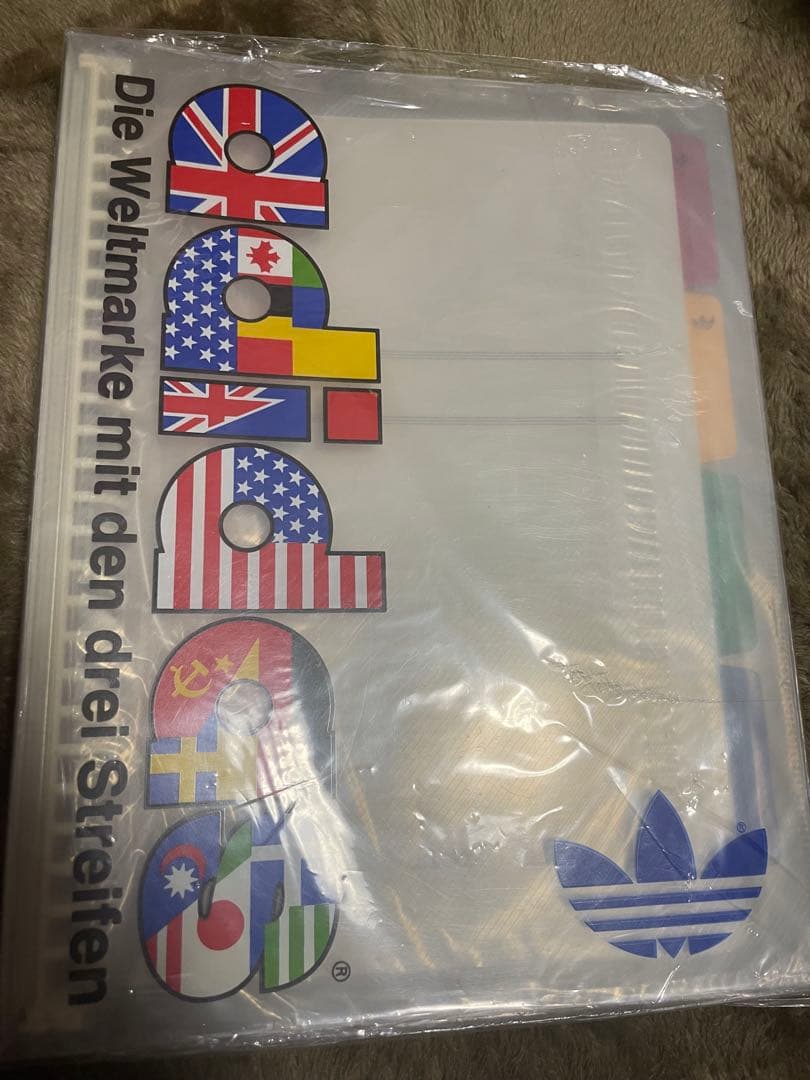 adidas®
Die Weltmarke mit den drei Streifen
®